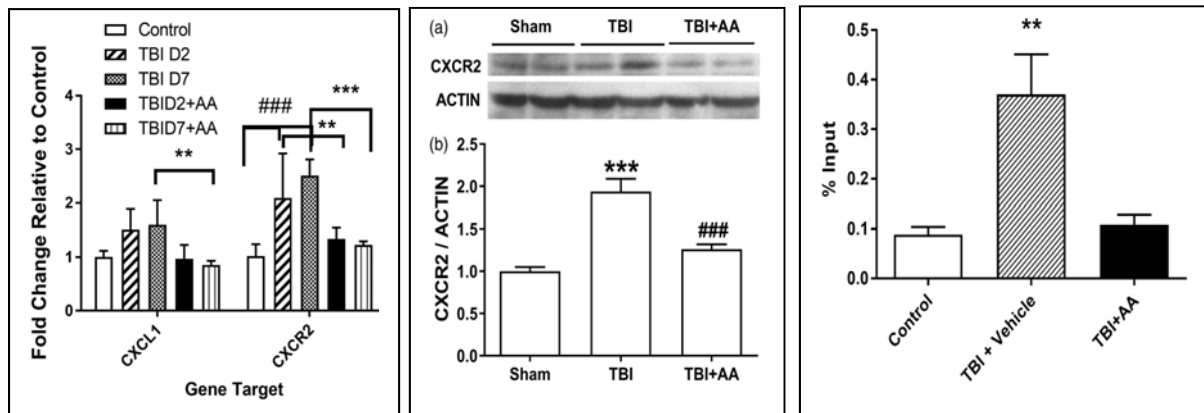 Control
TBI D2
TBI D7
TBID2+AA
TBID7+AA
**
###
**
***
Fold Change Relative to Control
4
3
2
1
0
CXCL1
CXCR2
Gene Target
(a)
Sham TBI TBI+AA
CXCR2
ACTIN
(b)
CXCR2 / ACTIN
2.5
2.0
1.5
1.0
0.5
0.0
***
###
Sham TBI TBI+AA
**
% Input
0.5
0.4
0.3
0.2
0.1
0.0
Control
TBI + Vehicle
TBI+AA